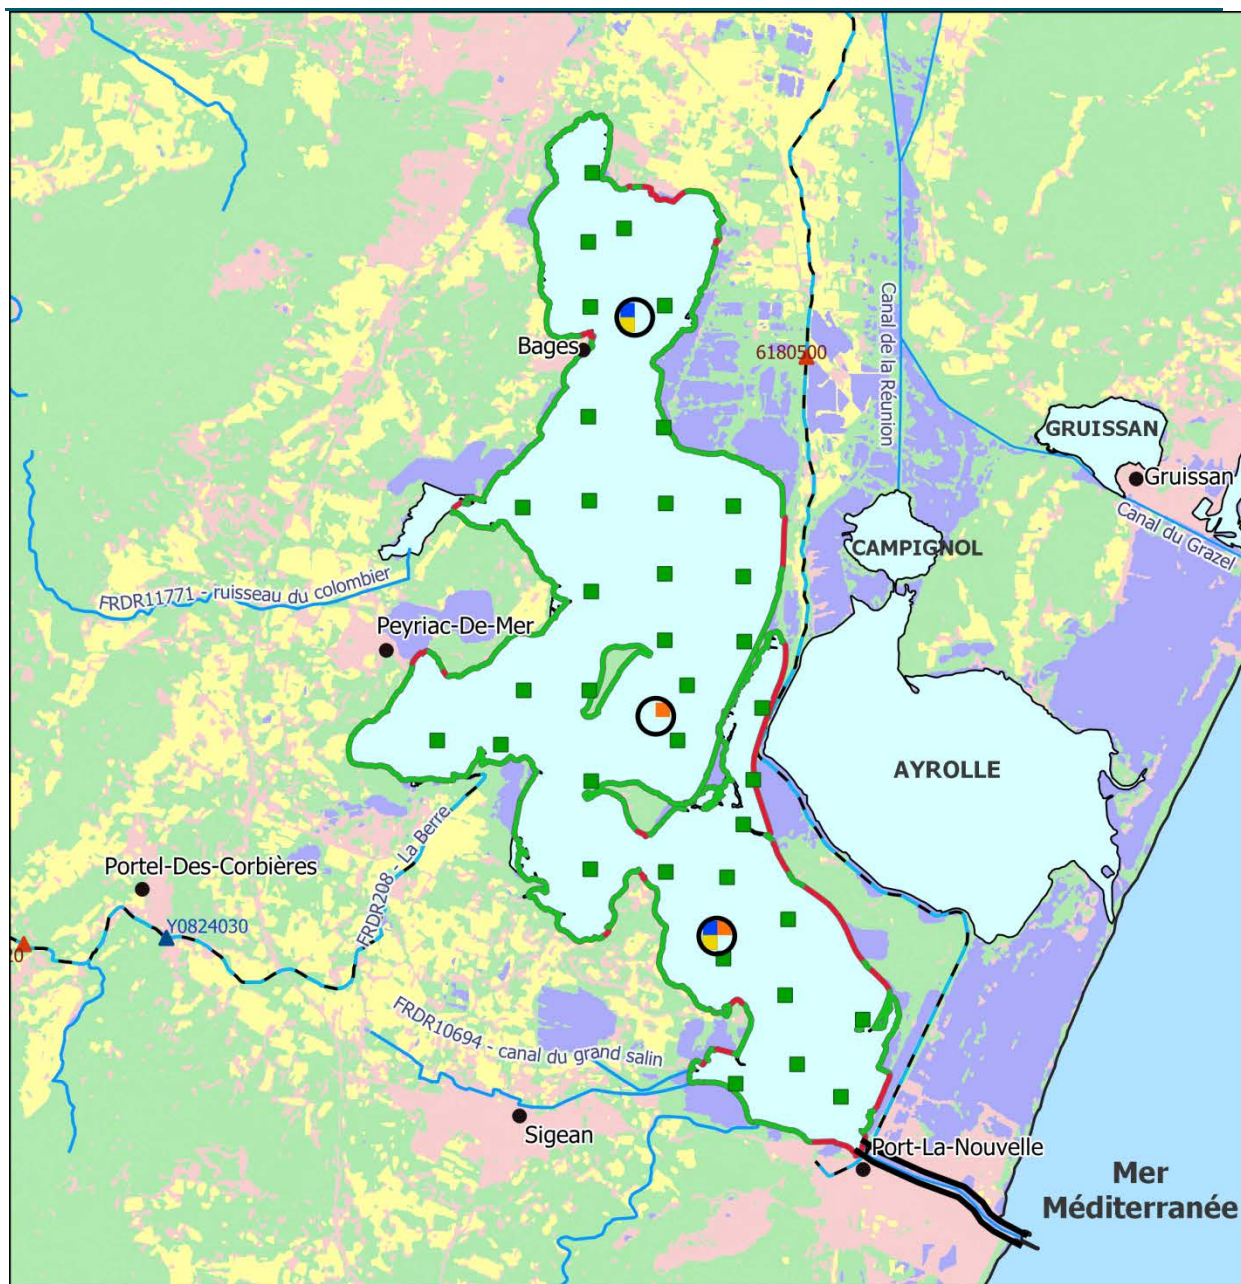 Bages
6180500
Canal de la Réunion
GRUISSAN
Gruissan
Canal du Grazel
CAMPIGNOL
FRDR11771 - ruisseau du colombier
Peyriac-De-Mer
AYROLLE
Portel-Des-Corbières
FRDR208 - La Berre
Y0824030
20
FRDR10694 - canal du grand salin
Sigean
Port-La-Nouvelle
Mer
Méditerranée